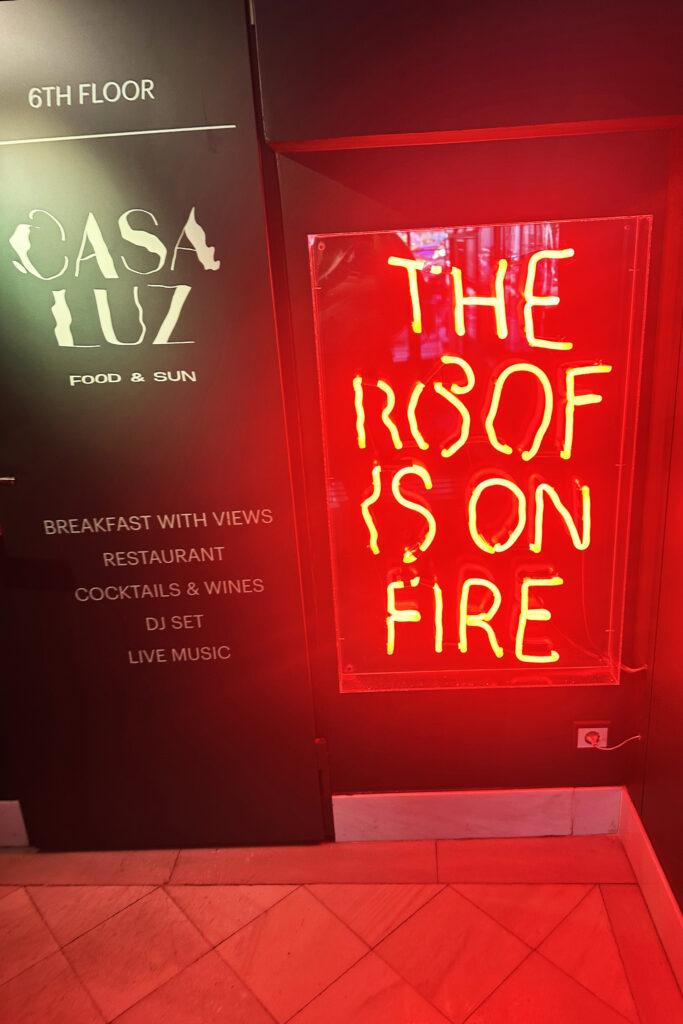 6TH FLOOR
CASA
LUZ
FOOD & SUN
BREAKFAST WITH VIEWS
RESTAURANT
COCKTAILS & WINES
DJ SET
LIVE MUSIC
THE
ROOF
IS ON
FIRE